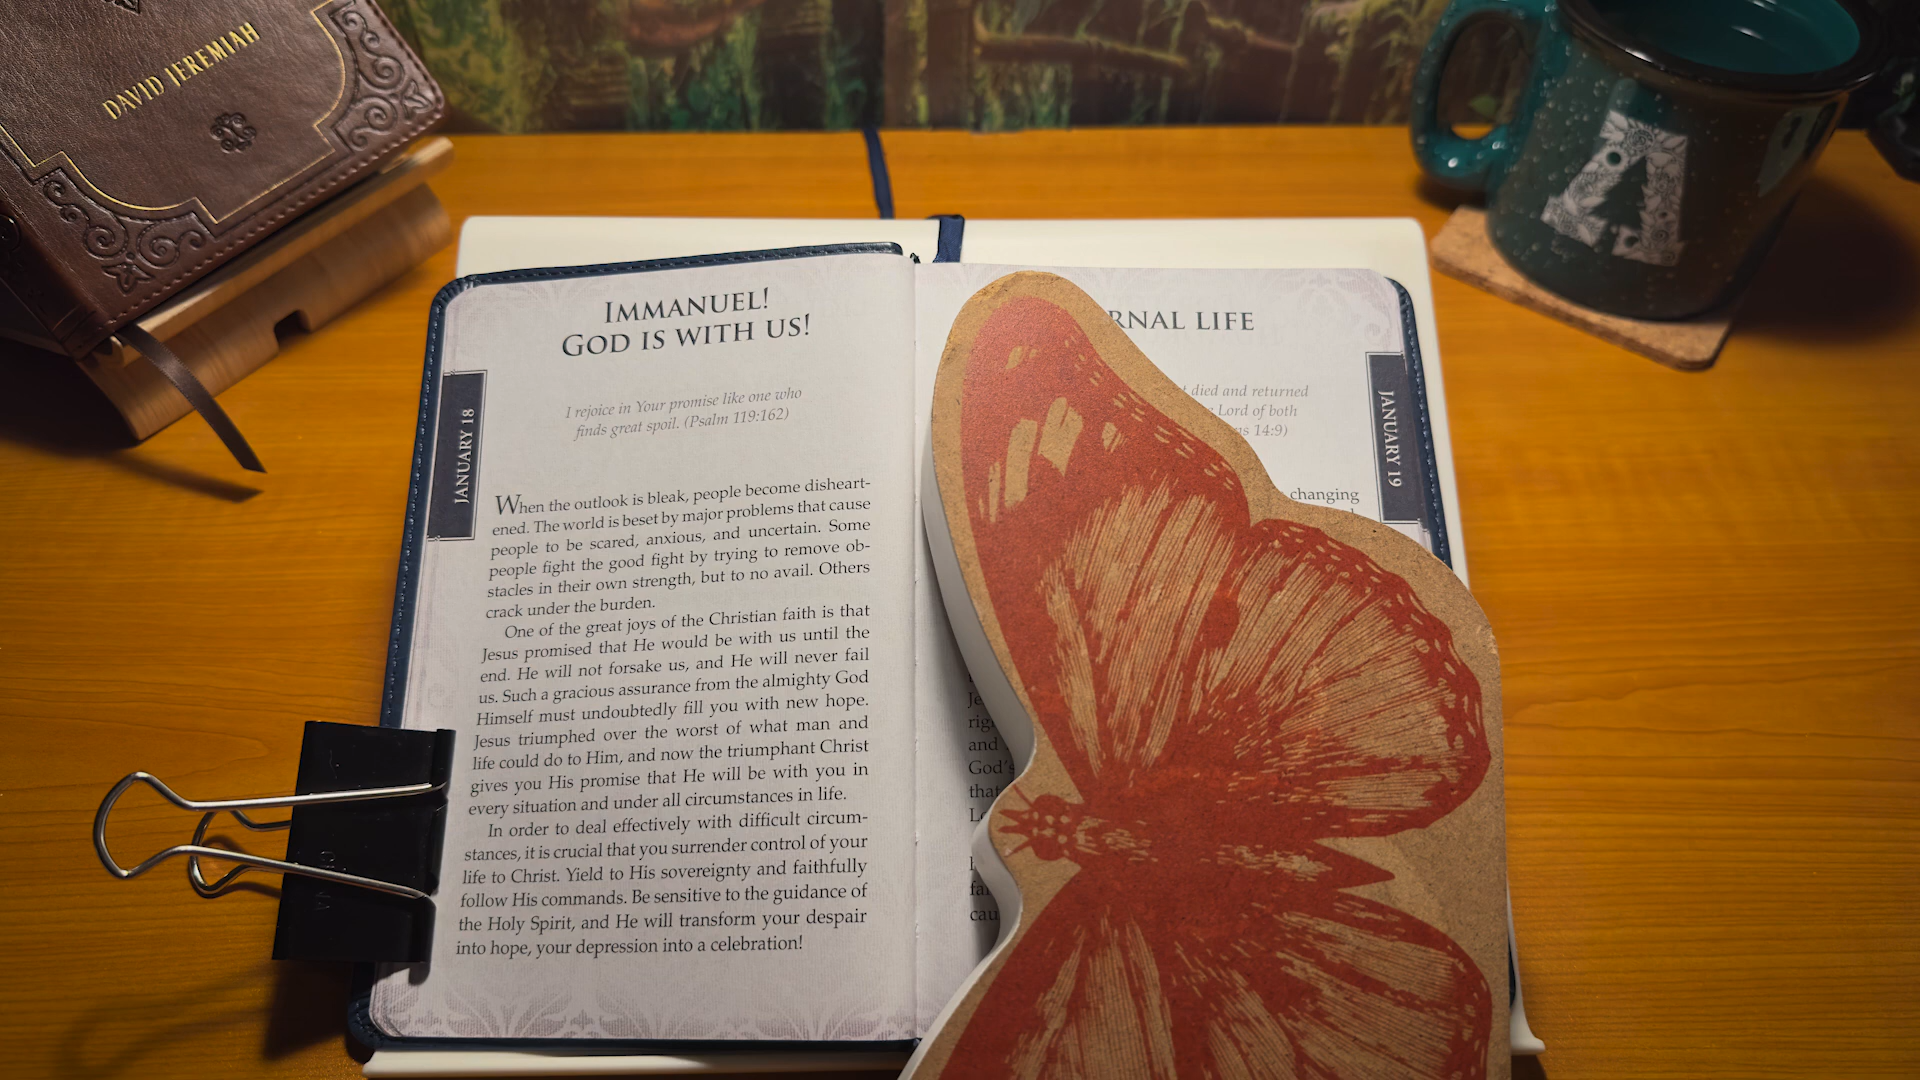 DAVID JEREMIAH
A
IMMANUEL!
GOD IS WITH US!
JANUARY 18
I rejoice in Your promise like one who
finds great spoil. (Psalm 119:162)
When the outlook is bleak, people become disheart-
ened. The world is beset by major problems that cause
people to be scared, anxious, and uncertain. Some
people fight the good fight by trying to remove ob-
stacles in their own strength, but to no avail. Others
crack under the burden.
One of the great joys of the Christian faith is that
Jesus promised that He would be with us until the
end. He will not forsake us, and He will never fail
us. Such a gracious assurance from the almighty God
Himself must undoubtedly fill you with new hope.
Jesus triumphed over the worst of what man and
life could do to Him, and now the triumphant Christ
gives you His promise that He will be with you in
every situation and under all circumstances in life.
In order to deal effectively with difficult circum-
stances, it is crucial that you surrender control of your
life to Christ. Yield to His sovereignty and faithfully
follow His commands. Be sensitive to the guidance of
the Holy Spirit, and He will transform your despair
into hope, your depression into a celebration!
RNAL LIFE
JANUARY 19
died and returned
Lord of both
14:9)
changing
and
God's
that